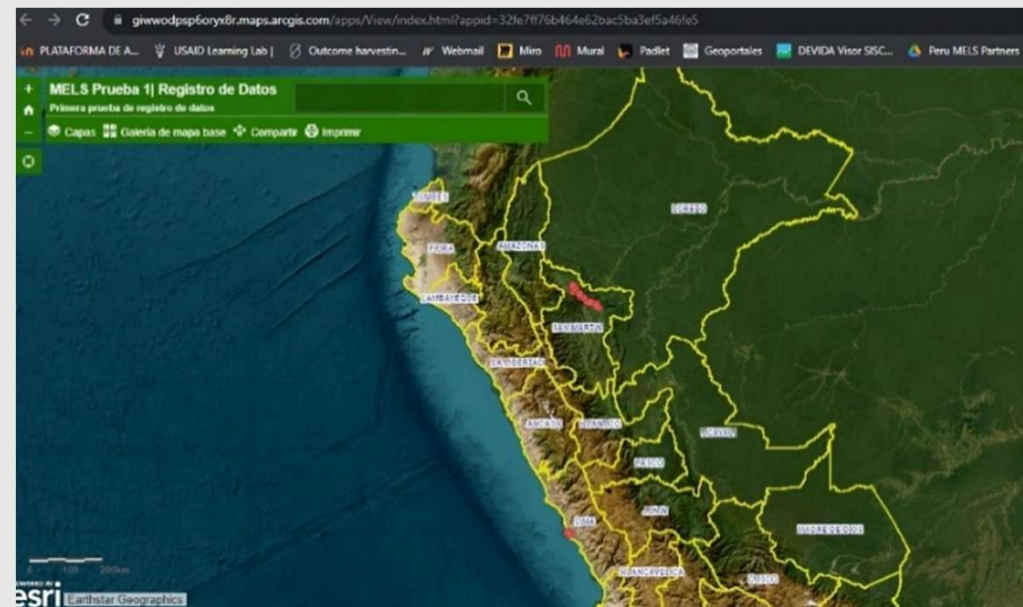 giwwodpsp6oryx8r.maps.arcgis.com/apps/View/index.html?appid=32fe7ff76b464e62bac5ba3ef5a46fe5
PLATAFORMA DE A... USAID Learning Lab | Outcome harvestin... Webmail Miro Mural Padlet Geoportales DEVIDA Visor SISC... Peru MELS Partners
MELS Prueba 1| Registro de Datos
Primera prueba de registro de datos
Capas Galería de mapa base Compartir Imprimir
TUMBES
LORETO
PIURA
AMAZONAS
LAMBAYEQUE
SAN MARTIN
LA LIBERTAD
ANCASH
HUANUCO
UCAYALI
PASCO
JUNIN
LIMA
MADRE DE DIOS
HUANCAVELICA
CUSCO
0 100 200km
POWERED BY
esri
Earthstar Geographics